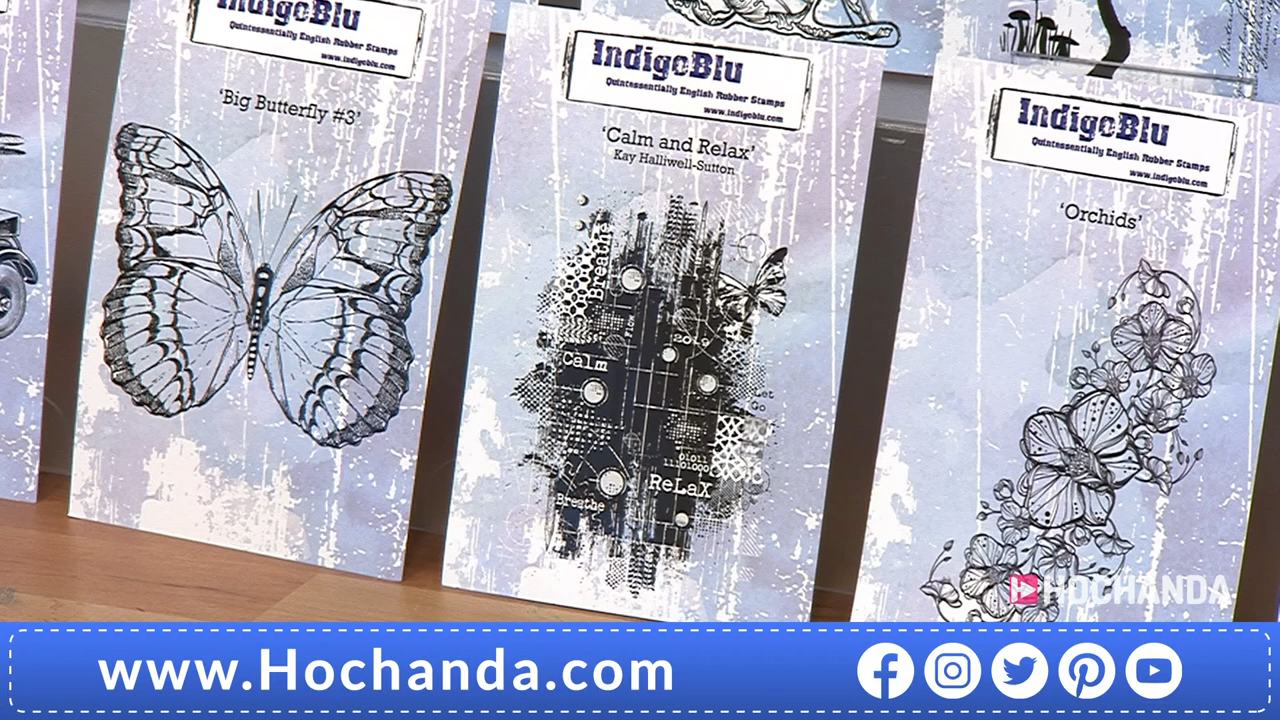 IndigoBlu
Quintessentially English Rubber Stamps
www.indigoblu.com
'Big Butterfly #3'
IndigoBlu
Quintessentially English Rubber Stamps
www.indigoblu.com
'Calm and Relax'
Kay Halliwell-Sutton
Breathe
2019
Calm
Let
Go
01011
1101000
ReLaX
Breathe
IndigoBlu
Quintessentially English Rubber Stamps
www.indigoblu.com
'Orchids'
HOCHANDA
www.Hochanda.com